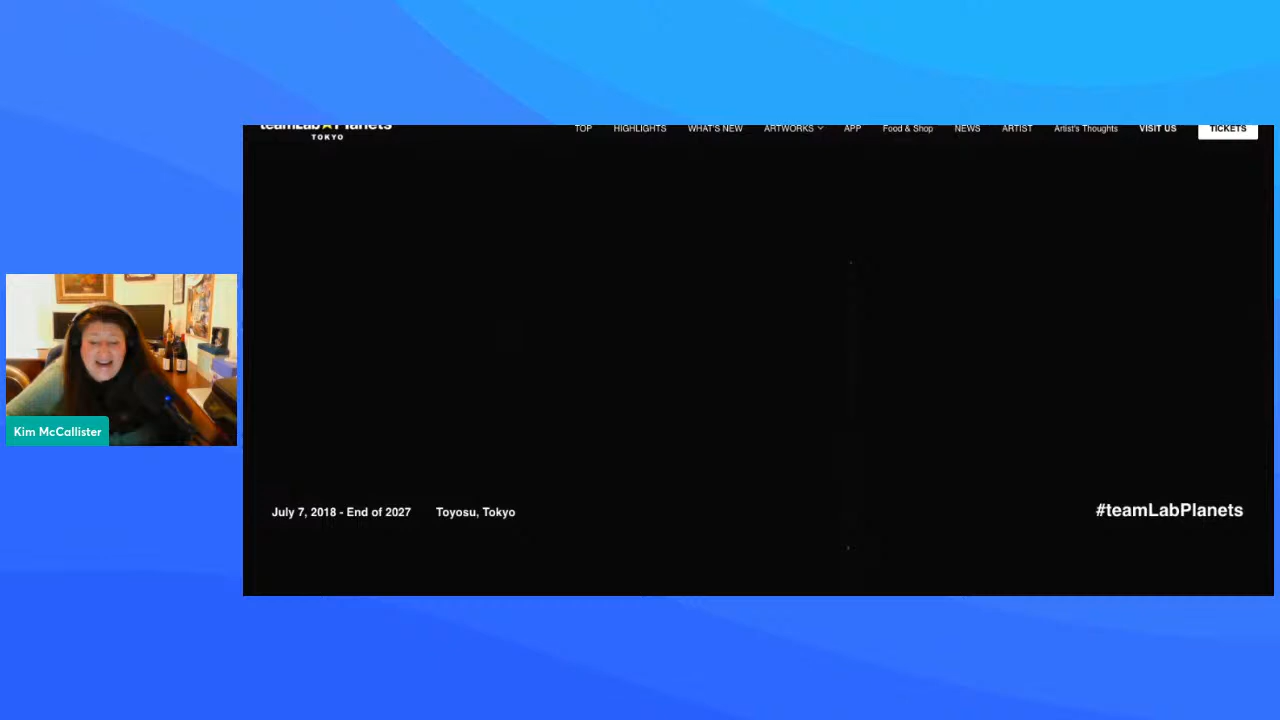 teamLab Planets
TOKYO
TOP HIGHLIGHTS WHAT'S NEW ARTWORKS APP Food & Shop NEWS ARTIST Artist's Thoughts VISIT US TICKETS
Kim McCallister
July 7, 2018 - End of 2027 Toyosu, Tokyo
#teamLabPlanets